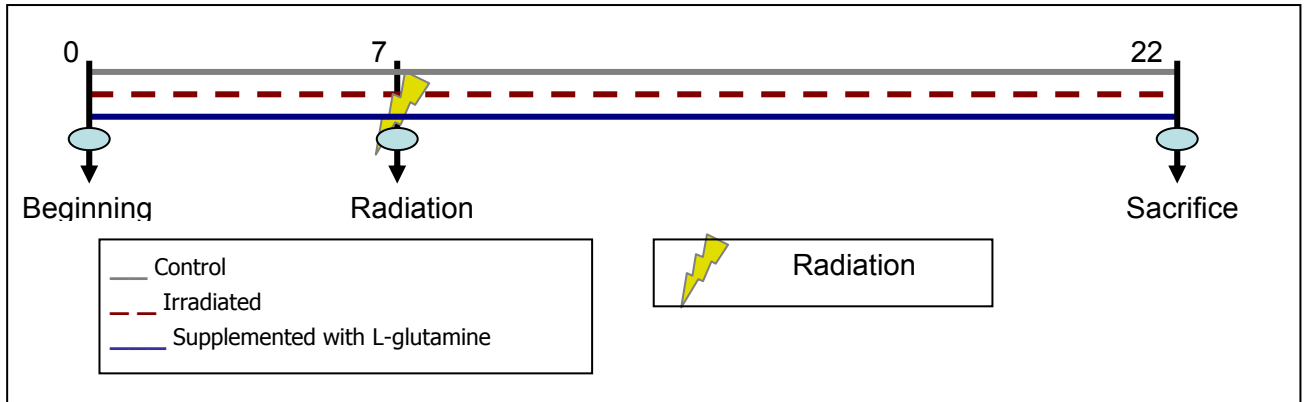 0 7 22
Beginning Radiation Sacrifice
Control
Irradiated
Supplemented with L-glutamine
Radiation